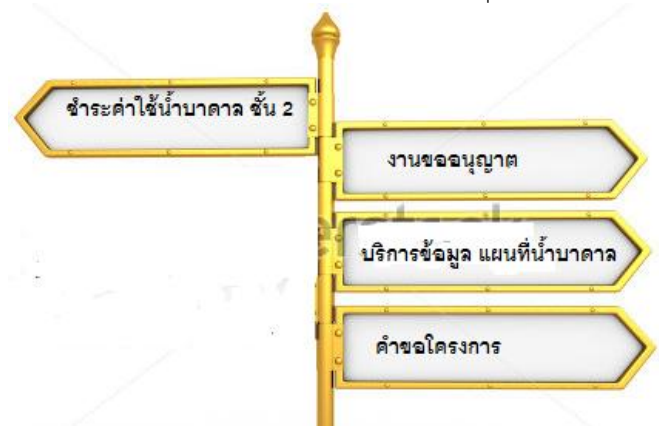 ชำระค่าใช้น้ำบาดาล ชั้น 2
งานขออนุญาต
บริการข้อมูล แผนที่น้ำบาดาล
คำขอโครงการ